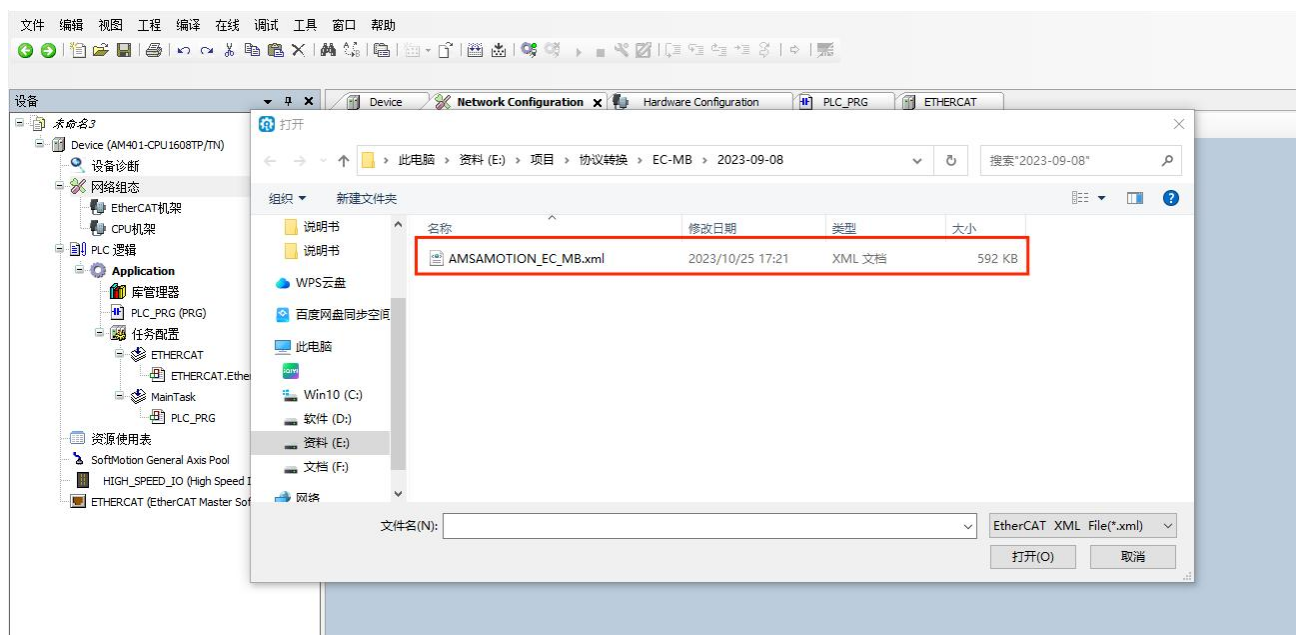 文件 编辑 视图 工程 编译 在线 调试 工具 窗口 帮助
设备
Device
Network Configuration
Hardware Configuration
PLC_PRG
ETHERCAT
未命名3
Device (AM401-CPU1608TP/TN)
设备诊断
网络组态
EtherCAT机架
CPU机架
PLC 逻辑
Application
库管理器
PLC_PRG (PRG)
任务配置
ETHERCAT
ETHERCAT.Ethe
MainTask
PLC_PRG
资源使用表
SoftMotion General Axis Pool
HIGH_SPEED_IO (High Speed I
ETHERCAT (EtherCAT Master Sof
打开
此电脑 › 资料 (E:) › 项目 › 协议转换 › EC-MB › 2023-09-08
搜索"2023-09-08"
组织 新建文件夹
说明书
说明书
WPS云盘
百度网盘同步空间
此电脑
Win10 (C:)
软件 (D:)
资料 (E:)
文档 (F:)
网络
名称 修改日期 类型 大小
AMSAMOTION_EC_MB.xml 2023/10/25 17:21 XML 文档 592 KB
文件名(N):
EtherCAT XML File(*.xml)
打开(O) 取消